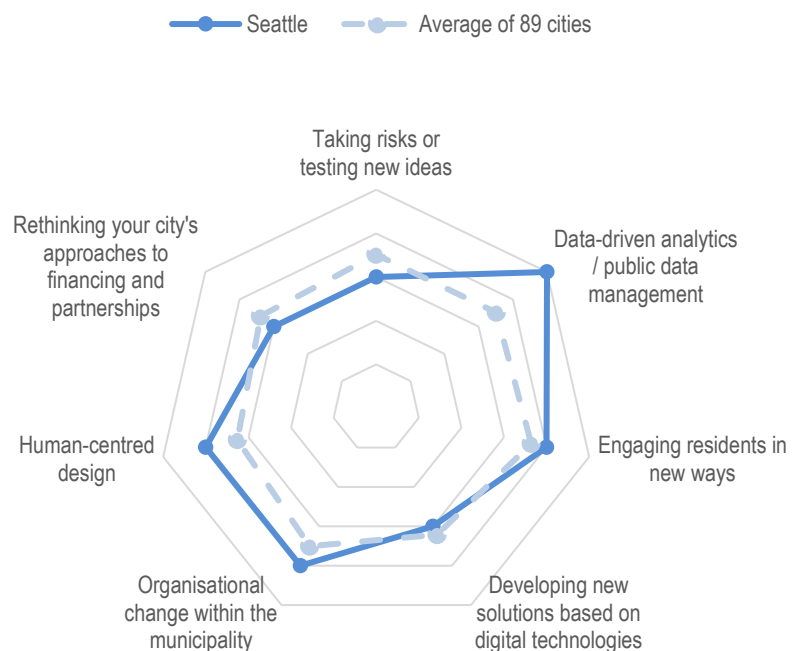 Seattle
Average of 89 cities
Taking risks or
testing new ideas
Rethinking your city's
approaches to
financing and
partnerships
Data-driven analytics
/ public data
management
Human-centred
design
Engaging residents in
new ways
Organisational
change within the
municipality
Developing new
solutions based on
digital technologies